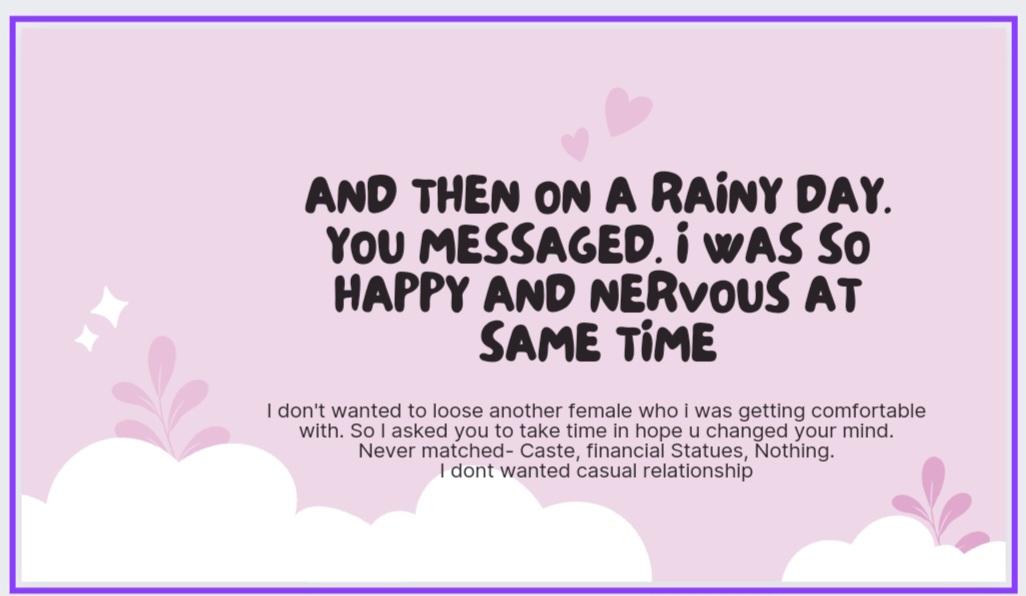 AND THEN ON A RAiNY DAY.
YOU MESSAGED. i WAS SO
HAPPY AND NERVOUS AT
SAME TiME
I don't wanted to loose another female who i was getting comfortable
with. So I asked you to take time in hope u changed your mind.
Never matched- Caste, financial Statues, Nothing.
I dont wanted casual relationship